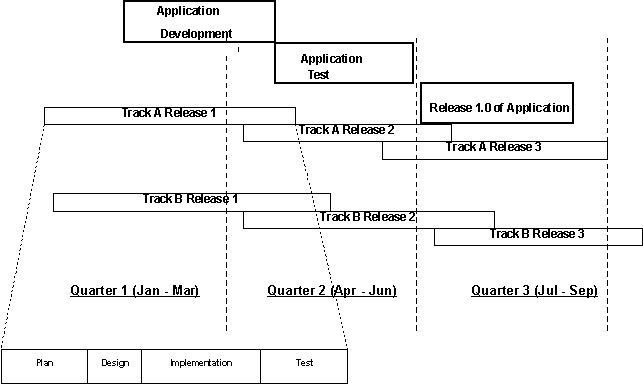 Application
Development
Application
Test
Release 1.0 of Application
Track A Release 1
Track A Release 2
Track A Release 3
Track B Release 1
Track B Release 2
Track B Release 3
Quarter 1 (Jan - Mar)
Quarter 2 (Apr - Jun)
Quarter 3 (Jul - Sep)
Plan
Design
Implementation
Test